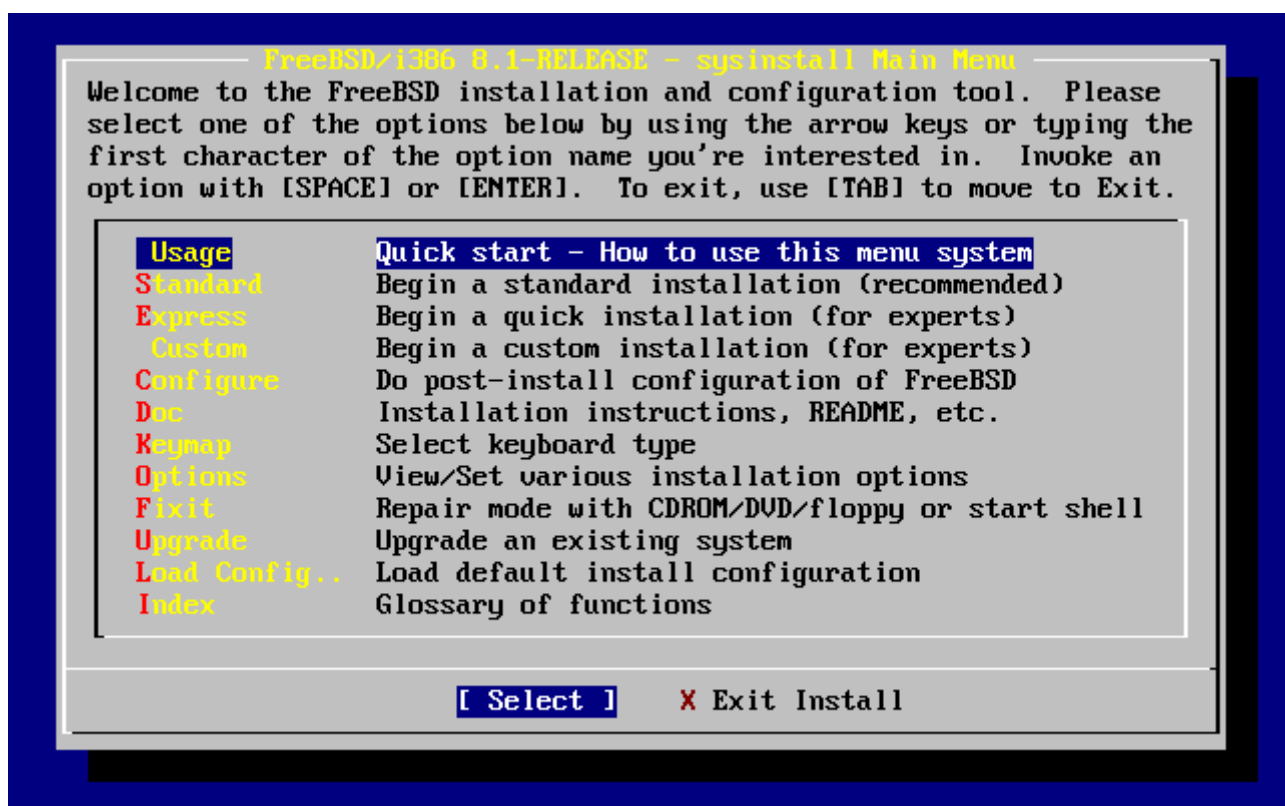 FreeBSD/i386 8.1-RELEASE - sysinstall Main Menu
Welcome to the FreeBSD installation and configuration tool.  Please
select one of the options below by using the arrow keys or typing the
first character of the option name you're interested in.  Invoke an
option with [SPACE] or [ENTER].  To exit, use [TAB] to move to Exit.
Usage Quick start - How to use this menu system
Standard Begin a standard installation (recommended)
Express Begin a quick installation (for experts)
Custom Begin a custom installation (for experts)
Configure Do post-install configuration of FreeBSD
Doc Installation instructions, README, etc.
Keymap Select keyboard type
Options View/Set various installation options
Fixit Repair mode with CDROM/DVD/floppy or start shell
Upgrade Upgrade an existing system
Load Config.. Load default install configuration
Index Glossary of functions
[ Select ] X Exit Install